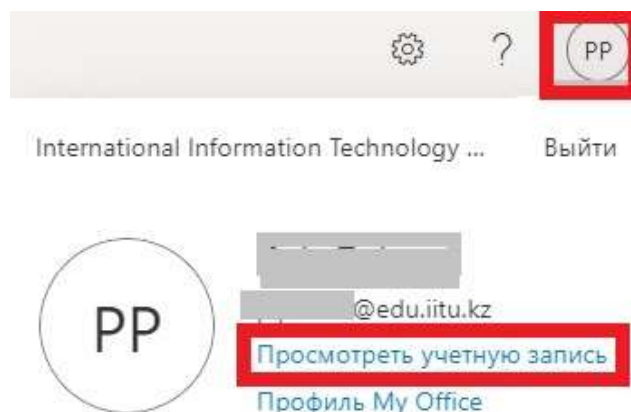 ? PP
International Information Technology ... Выйти
PP
@edu.iitu.kz
Просмотреть учетную запись
Профиль My Office